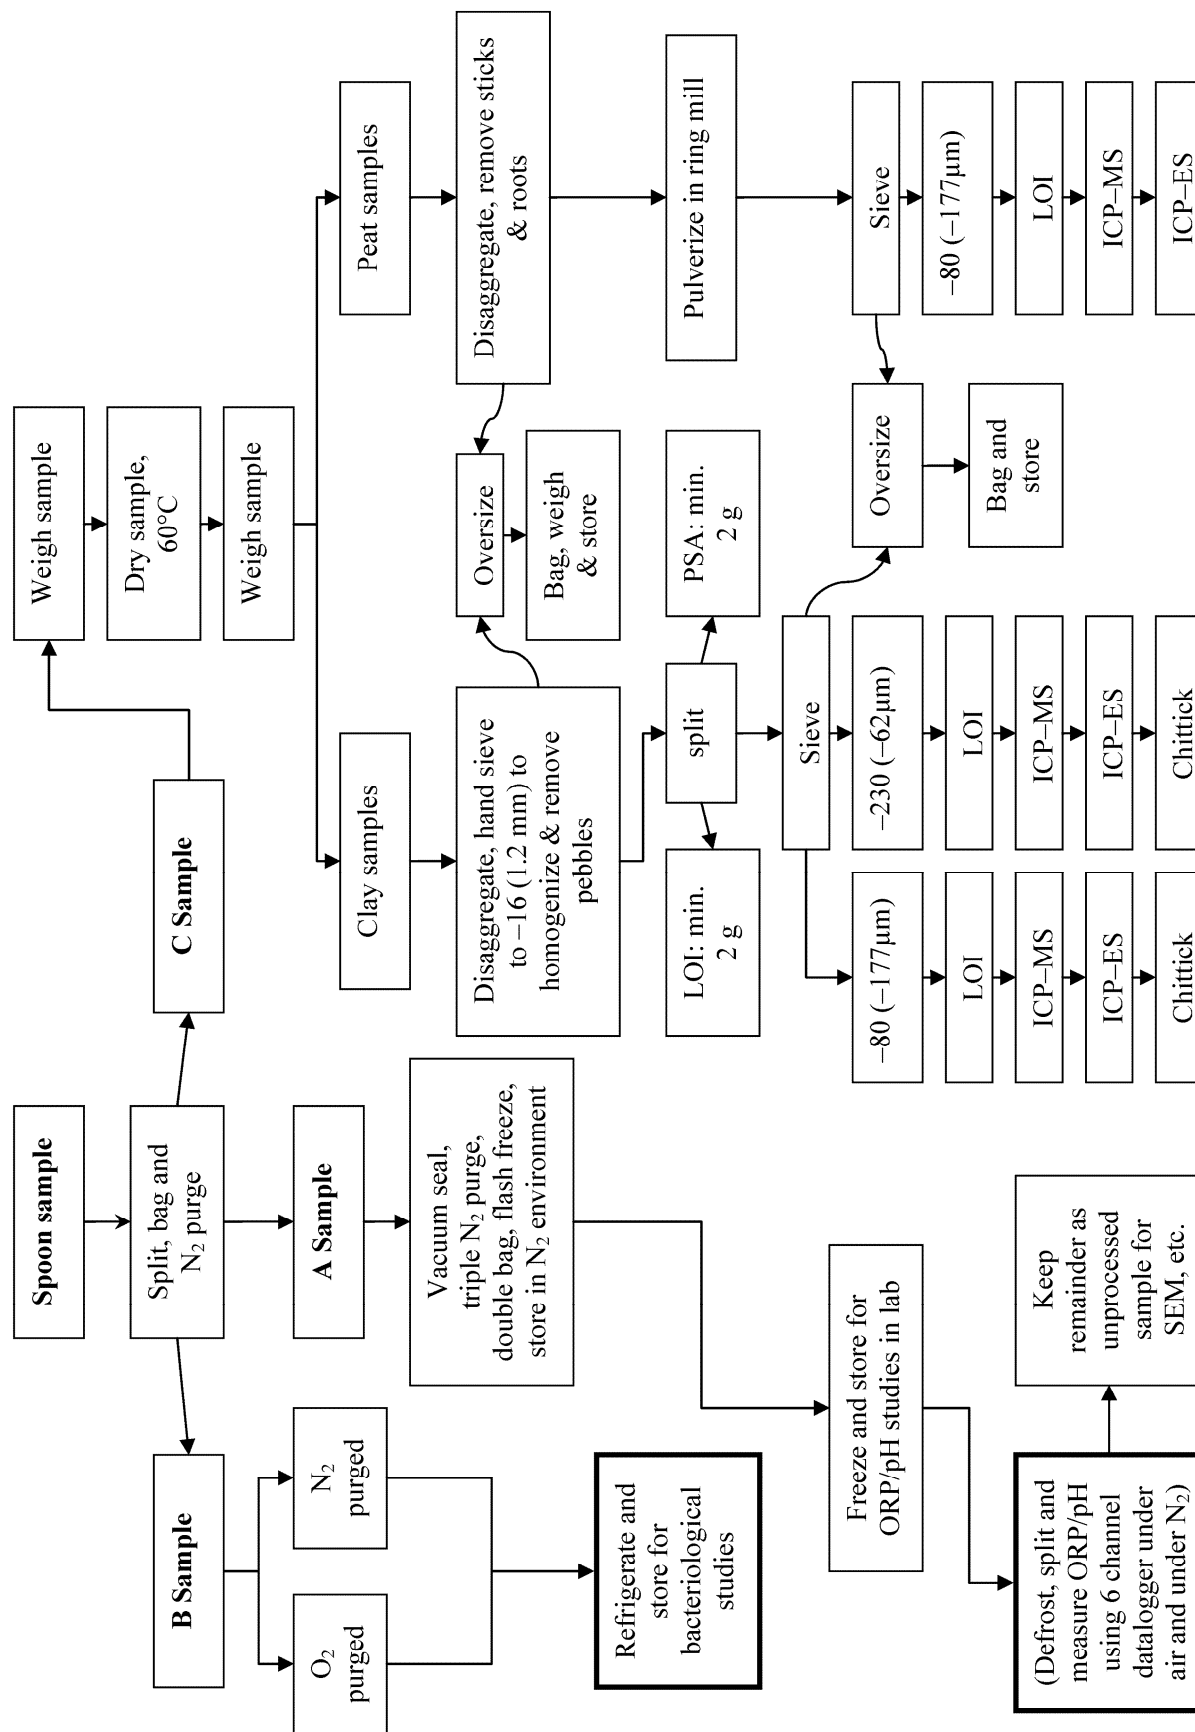 Spoon sample
Split, bag and
N₂ purge
B Sample
O₂
purged
N₂
purged
Refrigerate and
store for
bacteriological
studies
A Sample
Vacuum seal,
triple N₂ purge,
double bag, flash freeze,
store in N₂ environment
Freeze and store for
ORP/pH studies in lab
(Defrost, split and
measure ORP/pH
using 6 channel
datalogger under
air and under N₂)
Keep
remainder as
unprocessed
sample for
SEM, etc.
C Sample
Weigh sample
Dry sample,
60°C
Weigh sample
Clay samples
Disaggregate, hand sieve
to –16 (1.2 mm) to
homogenize & remove
pebbles
Oversize
Bag, weigh
& store
split
LOI: min.
2 g
PSA: min.
2 g
Sieve
–80 (–177µm)
LOI
ICP–MS
ICP–ES
Chittick
–230 (–62µm)
LOI
ICP–MS
ICP–ES
Chittick
Oversize
Bag and
store
Peat samples
Disaggregate, remove sticks
& roots
Pulverize in ring mill
Sieve
–80 (–177µm)
LOI
ICP–MS
ICP–ES